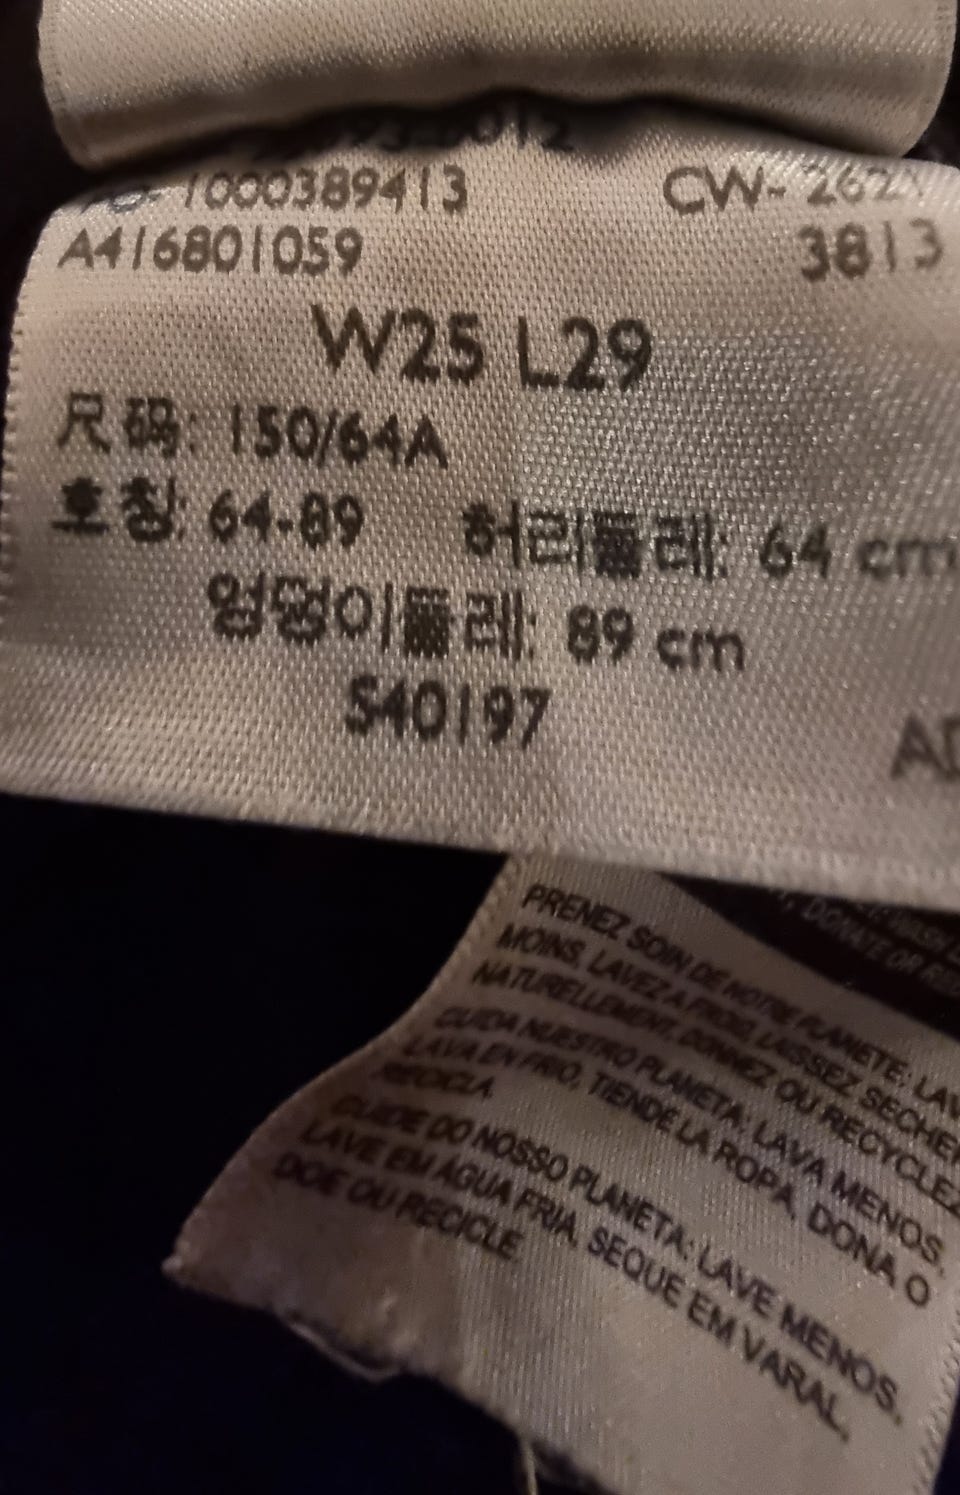 1000389413 CW-
A416801059 3813
W25 L29
尺码: 150/64A
호칭: 64-89 허리둘레: 64 cm
엉덩이둘레: 89 cm
S40197
PRENEZ SOIN DE NOTRE PLANETE: LAV
MOINS, LAVEZ A FROID, LAISSEZ SECHER
NATURELLEMENT, DONNEZ OU RECYCLEZ
CUIDA NUESTRO PLANETA: LAVA MENOS,
LAVA EN FRIO, TIENDE LA ROPA, DONA O
RECICLA.
CUIDE DO NOSSO PLANETA: LAVE MENOS,
LAVE EM ÁGUA FRIA, SEQUE EM VARAL,
DOE OU RECICLE
DONATE OR